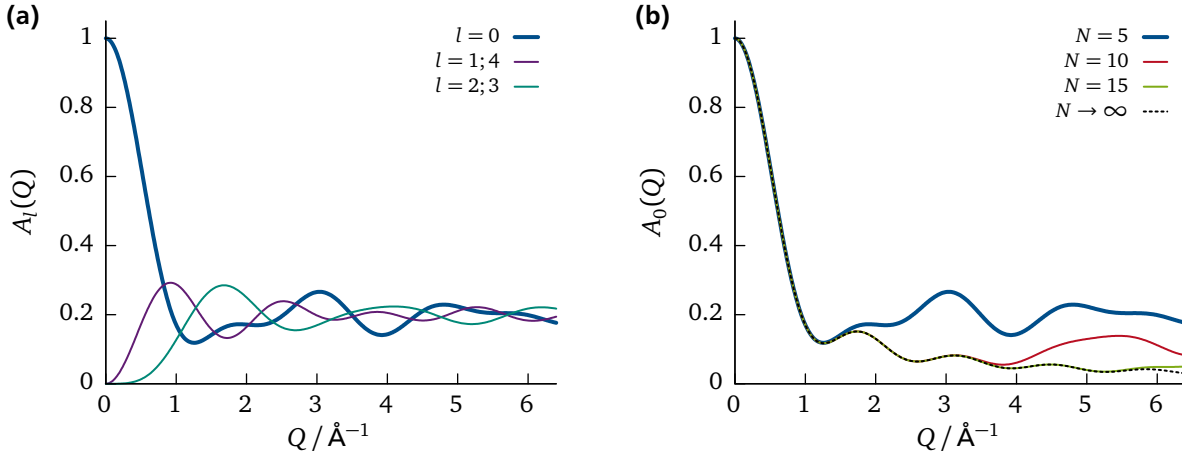 (a)
1
0.8
0.6
0.4
0.2
0
A_l(Q)
0 1 2 3 4 5 6
Q / Å⁻¹
l = 0
l = 1; 4
l = 2; 3
(b)
1
0.8
0.6
0.4
0.2
0
A₀(Q)
0 1 2 3 4 5 6
Q / Å⁻¹
N = 5
N = 10
N = 15
N → ∞